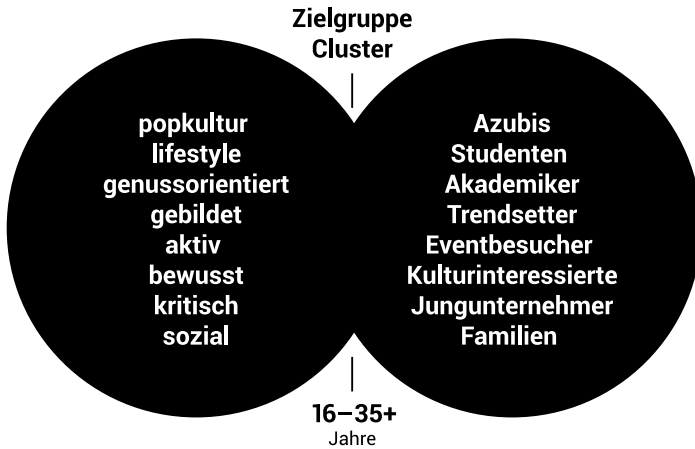 Zielgruppe
Cluster
popkultur
lifestyle
genussorientiert
gebildet
aktiv
bewusst
kritisch
sozial
Azubis
Studenten
Akademiker
Trendsetter
Eventbesucher
Kulturinteressierte
Jungunternehmer
Familien
16–35+
Jahre